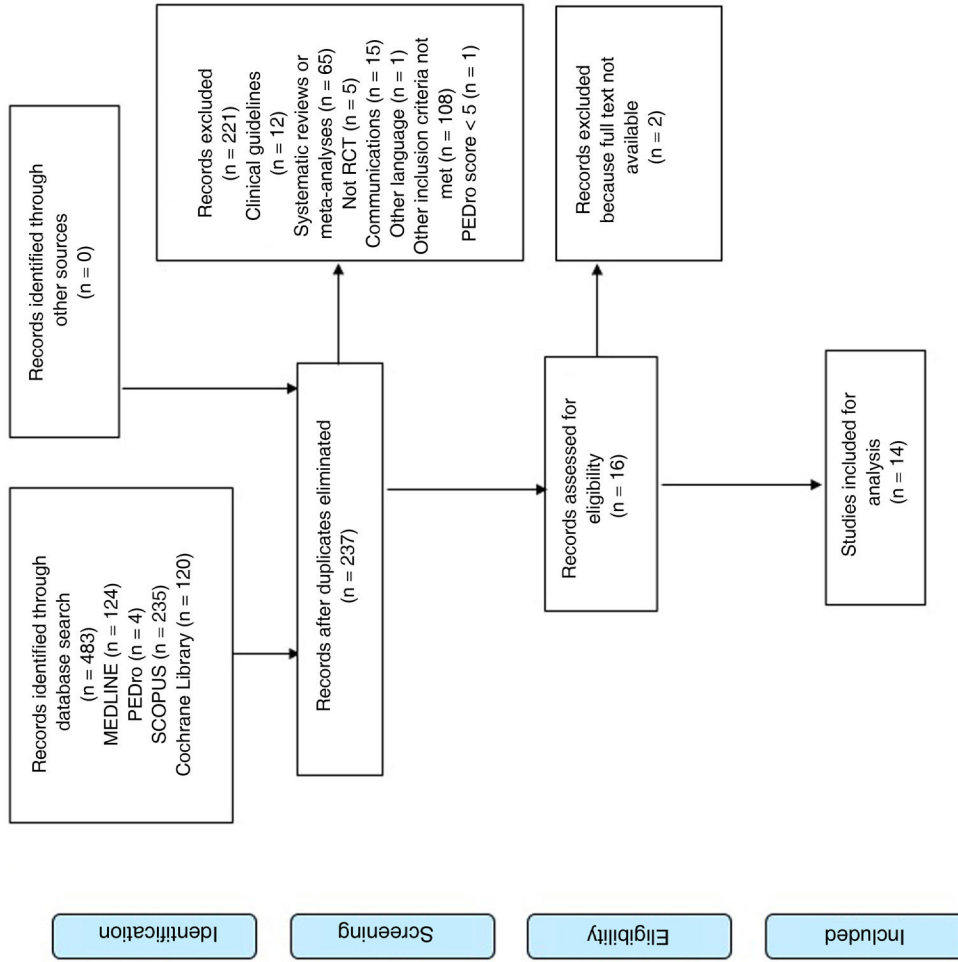 Records identified through
database search
(n = 483)
MEDLINE (n = 124)
PEDro (n = 4)
SCOPUS (n = 235)
Cochrane Library (n = 120)
Records identified through
other sources
(n = 0)
Records after duplicates eliminated
(n = 237)
Records excluded
(n = 221)
Clinical guidelines
(n = 12)
Systematic reviews or
meta-analyses (n = 65)
Not RCT (n = 5)
Communications (n = 15)
Other language (n = 1)
Other inclusion criteria not
met (n = 108)
PEDro score < 5 (n = 1)
Records assessed for
eligibility
(n = 16)
Records excluded
because full text not
available
(n = 2)
Studies included for
analysis
(n = 14)
Identification
Screening
Eligibility
Included